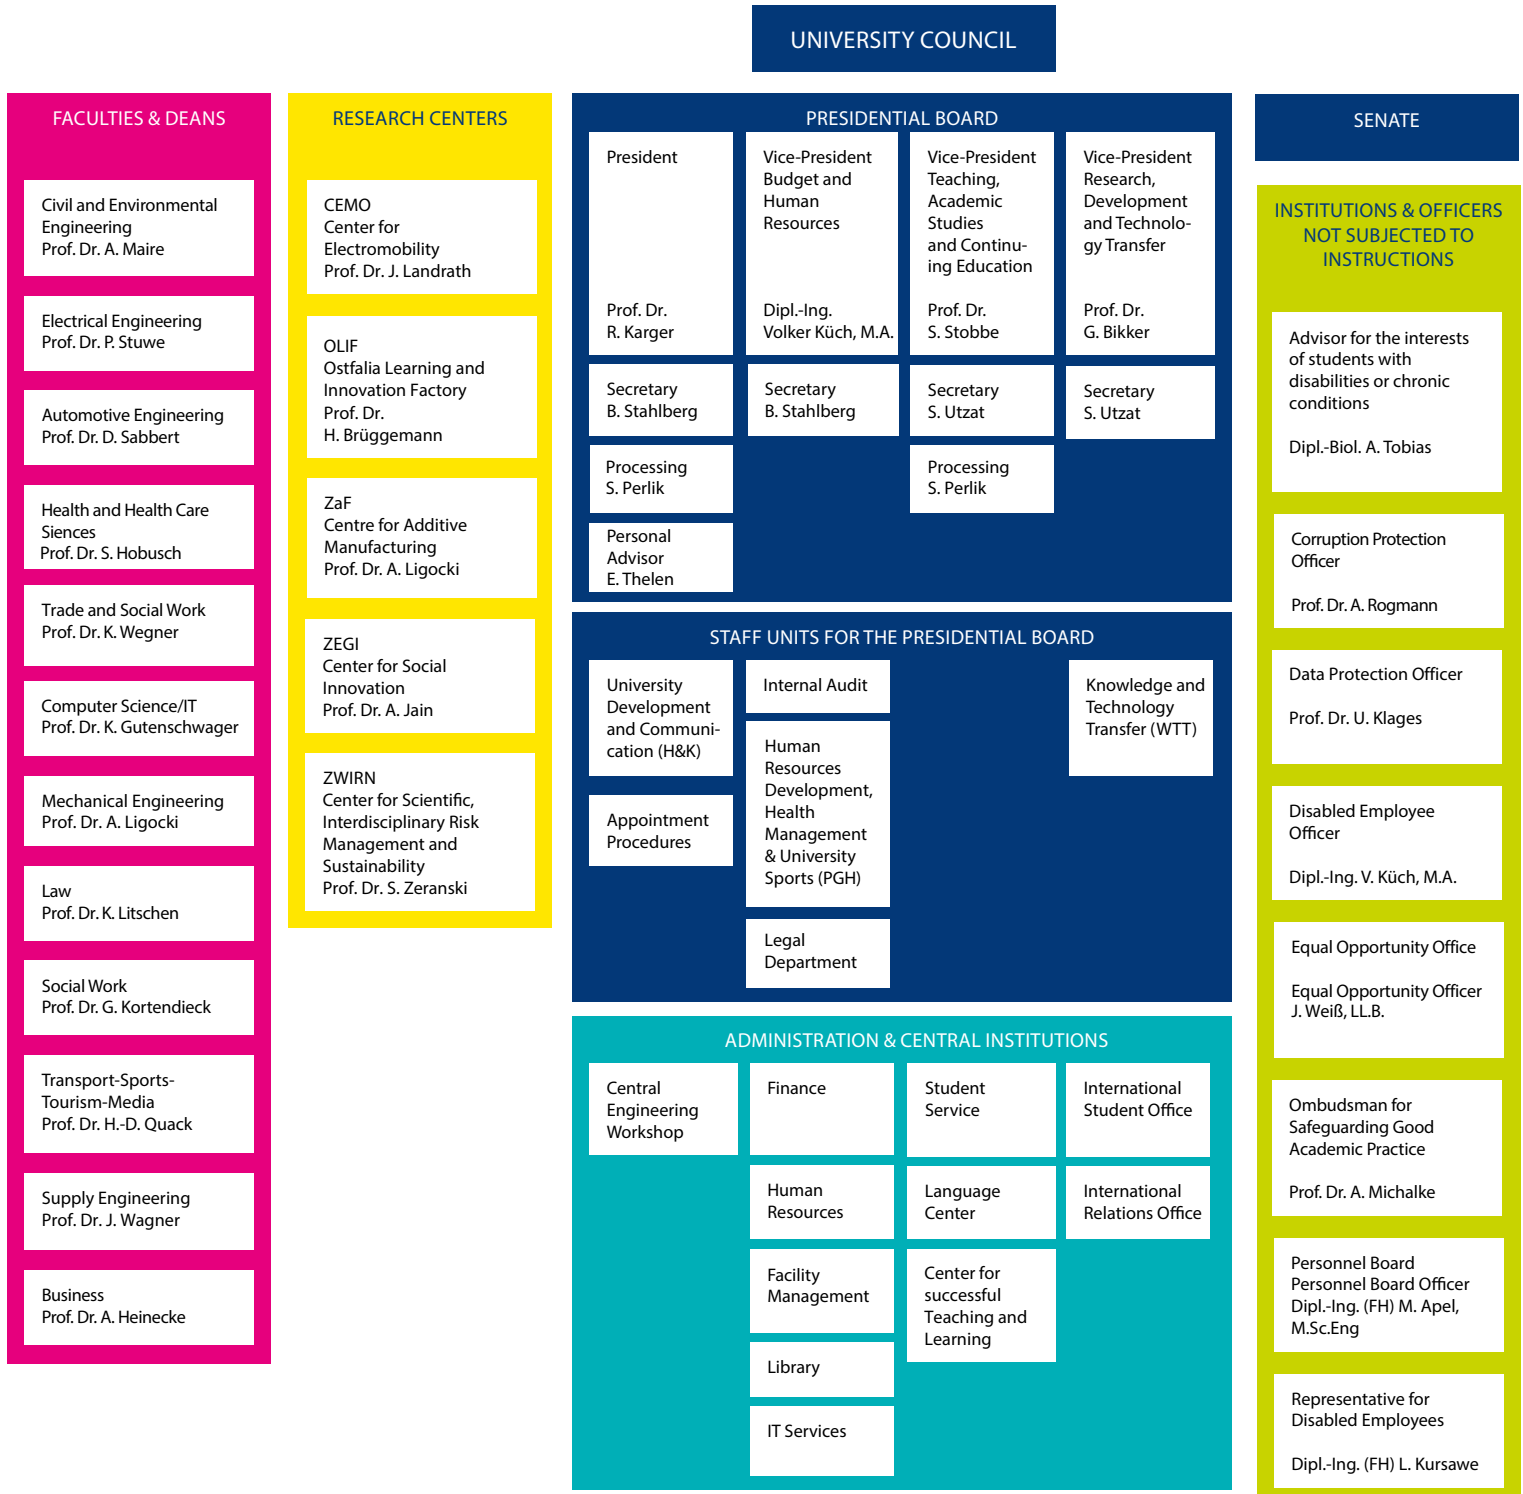 UNIVERSITY COUNCIL
FACULTIES & DEANS
Civil and Environmental
Engineering
Prof. Dr. A. Maire
Electrical Engineering
Prof. Dr. P. Stuwe
Automotive Engineering
Prof. Dr. D. Sabbert
Health and Health Care
Siences
Prof. Dr. S. Hobusch
Trade and Social Work
Prof. Dr. K. Wegner
Computer Science/IT
Prof. Dr. K. Gutenschwager
Mechanical Engineering
Prof. Dr. A. Ligocki
Law
Prof. Dr. K. Litschen
Social Work
Prof. Dr. G. Kortendieck
Transport-Sports-
Tourism-Media
Prof. Dr. H.-D. Quack
Supply Engineering
Prof. Dr. J. Wagner
Business
Prof. Dr. A. Heinecke
RESEARCH CENTERS
CEMO
Center for
Electromobility
Prof. Dr. J. Landrath
OLIF
Ostfalia Learning and
Innovation Factory
Prof. Dr.
H. Brüggemann
ZaF
Centre for Additive
Manufacturing
Prof. Dr. A. Ligocki
ZEGI
Center for Social
Innovation
Prof. Dr. A. Jain
ZWIRN
Center for Scientific,
Interdisciplinary Risk
Management and
Sustainability
Prof. Dr. S. Zeranski
PRESIDENTIAL BOARD
President
Prof. Dr.
R. Karger
Secretary
B. Stahlberg
Processing
S. Perlik
Personal
Advisor
E. Thelen
Vice-President
Budget and
Human
Resources
Dipl.-Ing.
Volker Küch, M.A.
Secretary
B. Stahlberg
Vice-President
Teaching,
Academic
Studies
and Continu-
ing Education
Prof. Dr.
S. Stobbe
Secretary
S. Utzat
Processing
S. Perlik
Vice-President
Research,
Development
and Technolo-
gy Transfer
Prof. Dr.
G. Bikker
Secretary
S. Utzat
STAFF UNITS FOR THE PRESIDENTIAL BOARD
University
Development
and Communi-
cation (H&K)
Appointment
Procedures
Internal Audit
Human
Resources
Development,
Health
Management
& University
Sports (PGH)
Legal
Department
Knowledge and
Technology
Transfer (WTT)
ADMINISTRATION & CENTRAL INSTITUTIONS
Central
Engineering
Workshop
Finance
Human
Resources
Facility
Management
Library
IT Services
Student
Service
Language
Center
Center for
successful
Teaching and
Learning
International
Student Office
International
Relations Office
SENATE
INSTITUTIONS & OFFICERS
NOT SUBJECTED TO
INSTRUCTIONS
Advisor for the interests
of students with
disabilities or chronic
conditions
Dipl.-Biol. A. Tobias
Corruption Protection
Officer
Prof. Dr. A. Rogmann
Data Protection Officer
Prof. Dr. U. Klages
Disabled Employee
Officer
Dipl.-Ing. V. Küch, M.A.
Equal Opportunity Office
Equal Opportunity Officer
J. Weiß, LL.B.
Ombudsman for
Safeguarding Good
Academic Practice
Prof. Dr. A. Michalke
Personnel Board
Personnel Board Officer
Dipl.-Ing. (FH) M. Apel,
M.Sc.Eng
Representative for
Disabled Employees
Dipl.-Ing. (FH) L. Kursawe